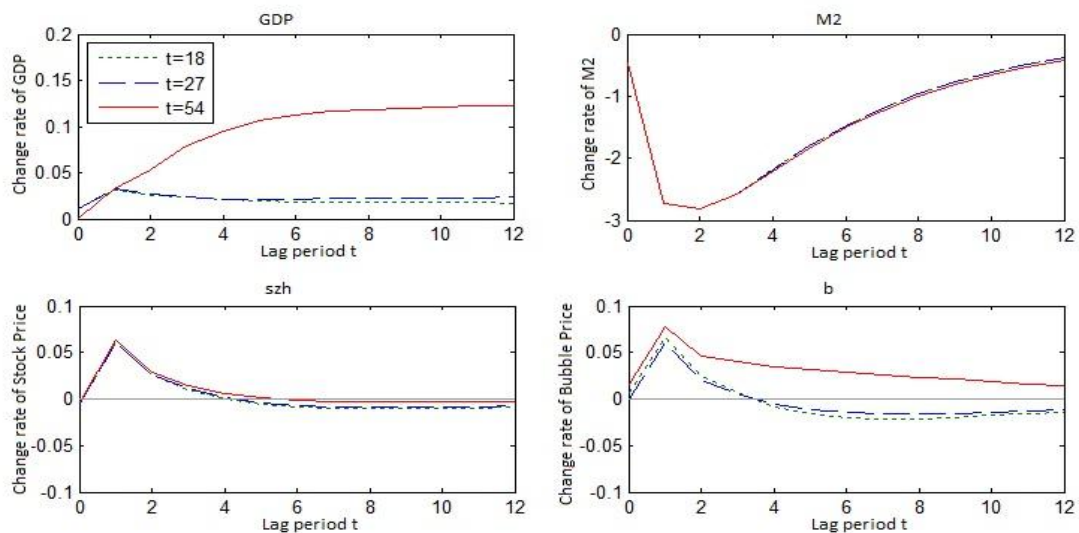 GDP
Change rate of GDP
0.2
0.15
0.1
0.05
0
t=18
t=27
t=54
0 2 4 6 8 10 12
Lag period t
M2
Change rate of M2
0
-1
-2
-3
0 2 4 6 8 10 12
Lag period t
szh
Change rate of Stock Price
0.1
0.05
0
-0.05
-0.1
0 2 4 6 8 10 12
Lag period t
b
Change rate of Bubble Price
0.1
0.05
0
-0.05
-0.1
0 2 4 6 8 10 12
Lag period t